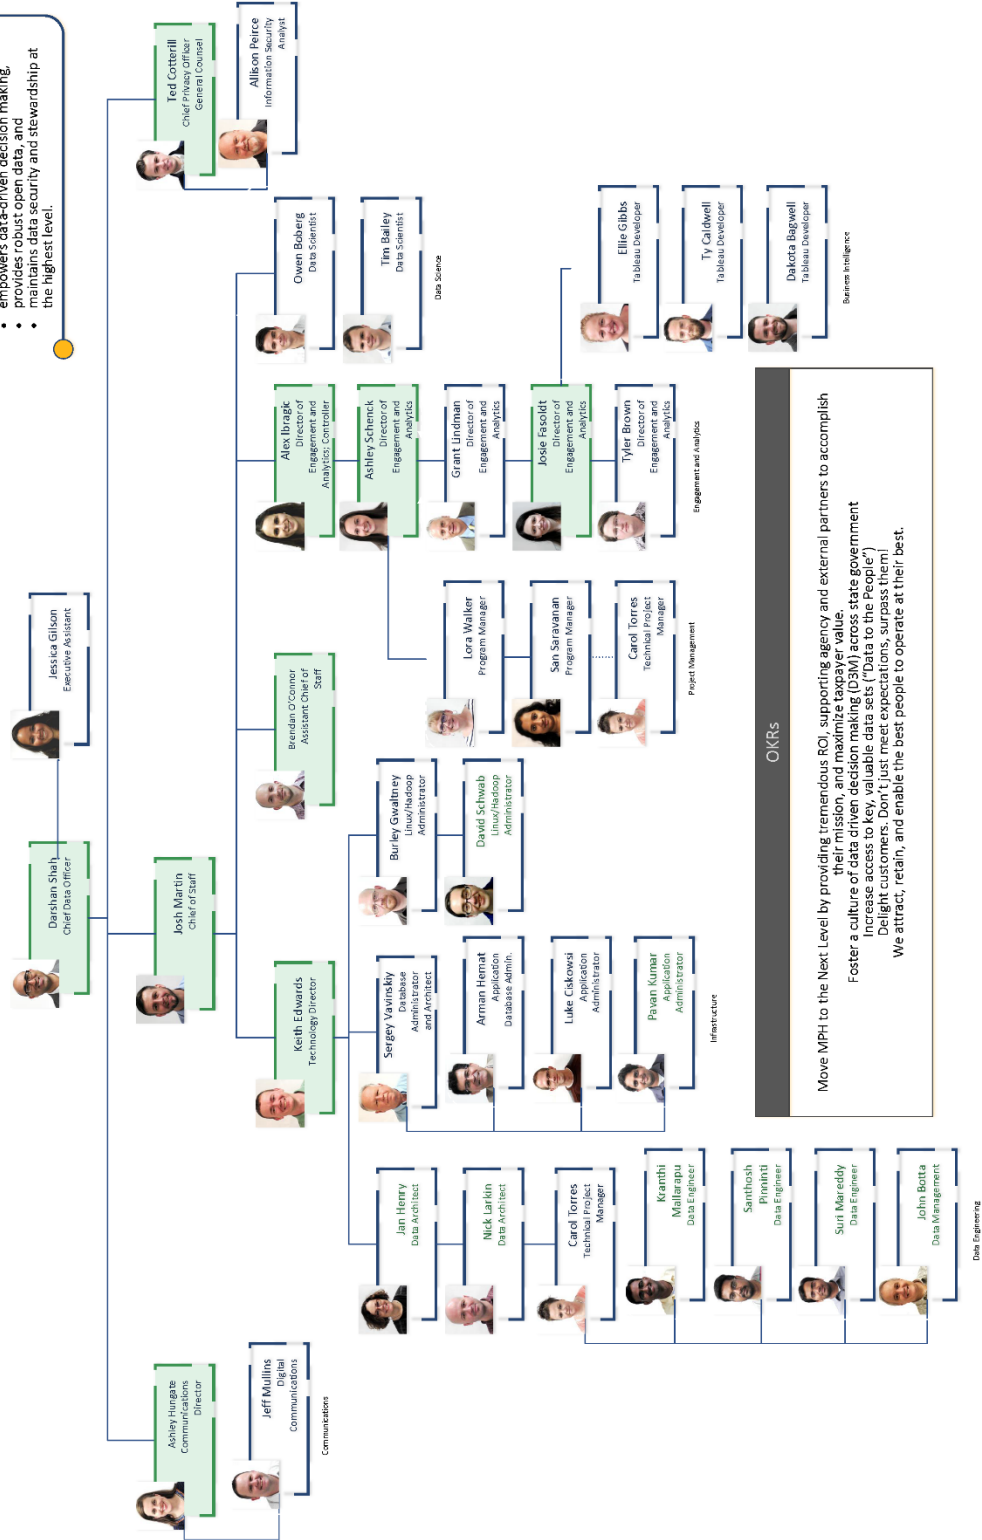 empowers data-driven decision making,
• provides robust open data, and
• maintains data security and stewardship at
the highest level.
Darshan Shah
Chief Data Officer
Jessica Gilson
Executive Assistant
Ashley Hungate
Communications
Director
Jeff Mullins
Digital
Communications
Communications
Josh Martin
Chief of Staff
Ted Cotterill
Chief Privacy Officer
General Counsel
Allison Peirce
Information Security
Analyst
Keith Edwards
Technology Director
Brendan O'Connor
Assistant Chief of
Staff
Jan Henry
Data Architect
Nick Larkin
Data Architect
Carol Torres
Technical Project
Manager
Kranthi
Mallarapu
Data Engineer
Santhosh
Pinninti
Data Engineer
Suri Mareddy
Data Engineer
John Botta
Data Management
Data Engineering
Sergey Vavinskiy
Database
Administrator
and Architect
Arman Hemat
Application
Database Admin.
Luke Ciskowsi
Application
Administrator
Pavan Kumar
Application
Administrator
Infrastructure
Burley Gwaltney
Linux/Hadoop
Administrator
David Schwab
Linux/Hadoop
Administrator
Lora Walker
Program Manager
San Saravanan
Program Manager
Carol Torres
Technical Project
Manager
Project Management
Alex Ibragic
Director of
Engagement and
Analytics; Controller
Ashley Schenck
Director of
Engagement and
Analytics
Grant Lindman
Director of
Engagement and
Analytics
Josie Fasoldt
Director of
Engagement and
Analytics
Tyler Brown
Director of
Engagement and
Analytics
Engagement and Analytics
Owen Boberg
Data Scientist
Tim Bailey
Data Scientist
Data Science
Ellie Gibbs
Tableau Developer
Ty Caldwell
Tableau Developer
Dakota Bagwell
Tableau Developer
Business Intelligence
OKRs
Move MPH to the Next Level by providing tremendous ROI, supporting agency and external partners to accomplish
their mission, and maximize taxpayer value.
Foster a culture of data driven decision making (D3M) across state government
Increase access to key, valuable data sets ("Data to the People")
Delight customers. Don't just meet expectations, surpass them!
We attract, retain, and enable the best people to operate at their best.